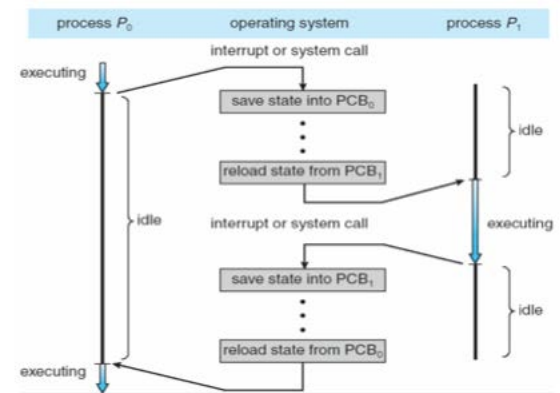 process P₀ operating system process P₁
interrupt or system call
executing
save state into PCB₀
idle
reload state from PCB₁
idle
interrupt or system call
executing
save state into PCB₁
idle
reload state from PCB₀
executing